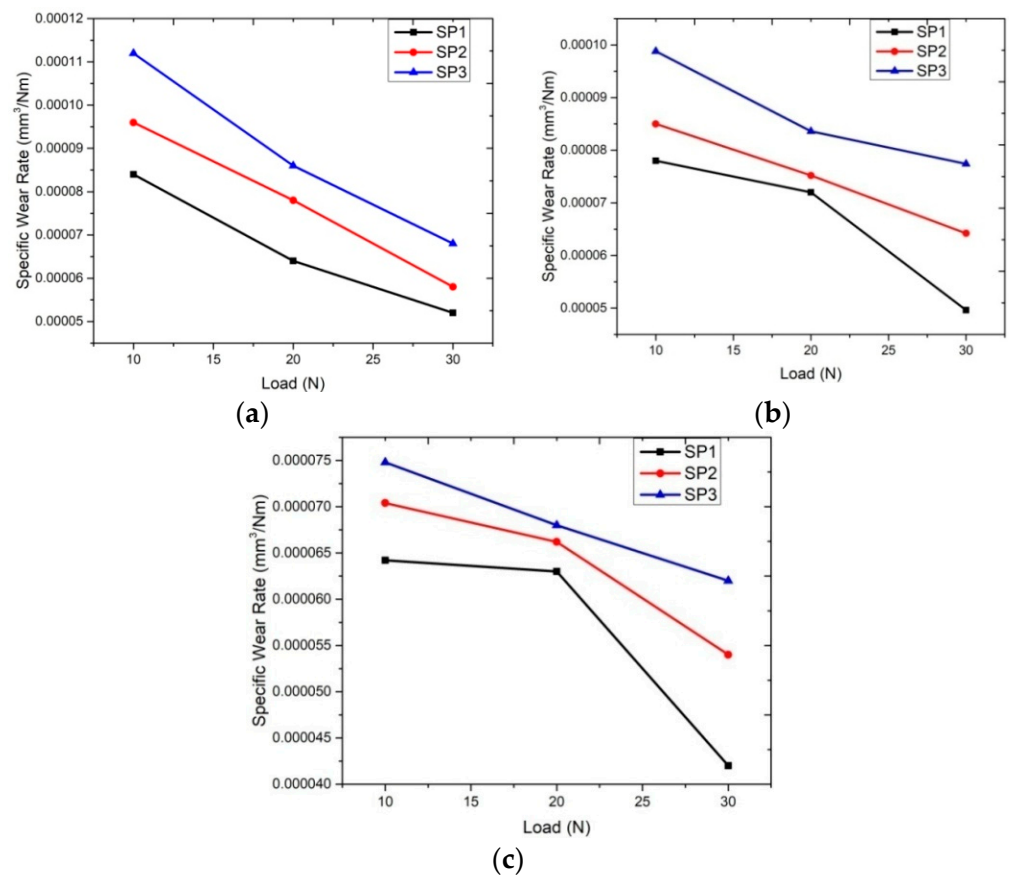 0.00012
0.00011
0.00010
0.00009
0.00008
0.00007
0.00006
0.00005
Specific Wear Rate (mm³/Nm)
SP1
SP2
SP3
10 15 20 25 30
Load (N)
(a)
0.00010
0.00009
0.00008
0.00007
0.00006
0.00005
Specific Wear Rate (mm³/Nm)
SP1
SP2
SP3
10 15 20 25 30
Load (N)
(b)
0.000075
0.000070
0.000065
0.000060
0.000055
0.000050
0.000045
0.000040
Specific Wear Rate (mm³/Nm)
SP1
SP2
SP3
10 15 20 25 30
Load (N)
(c)